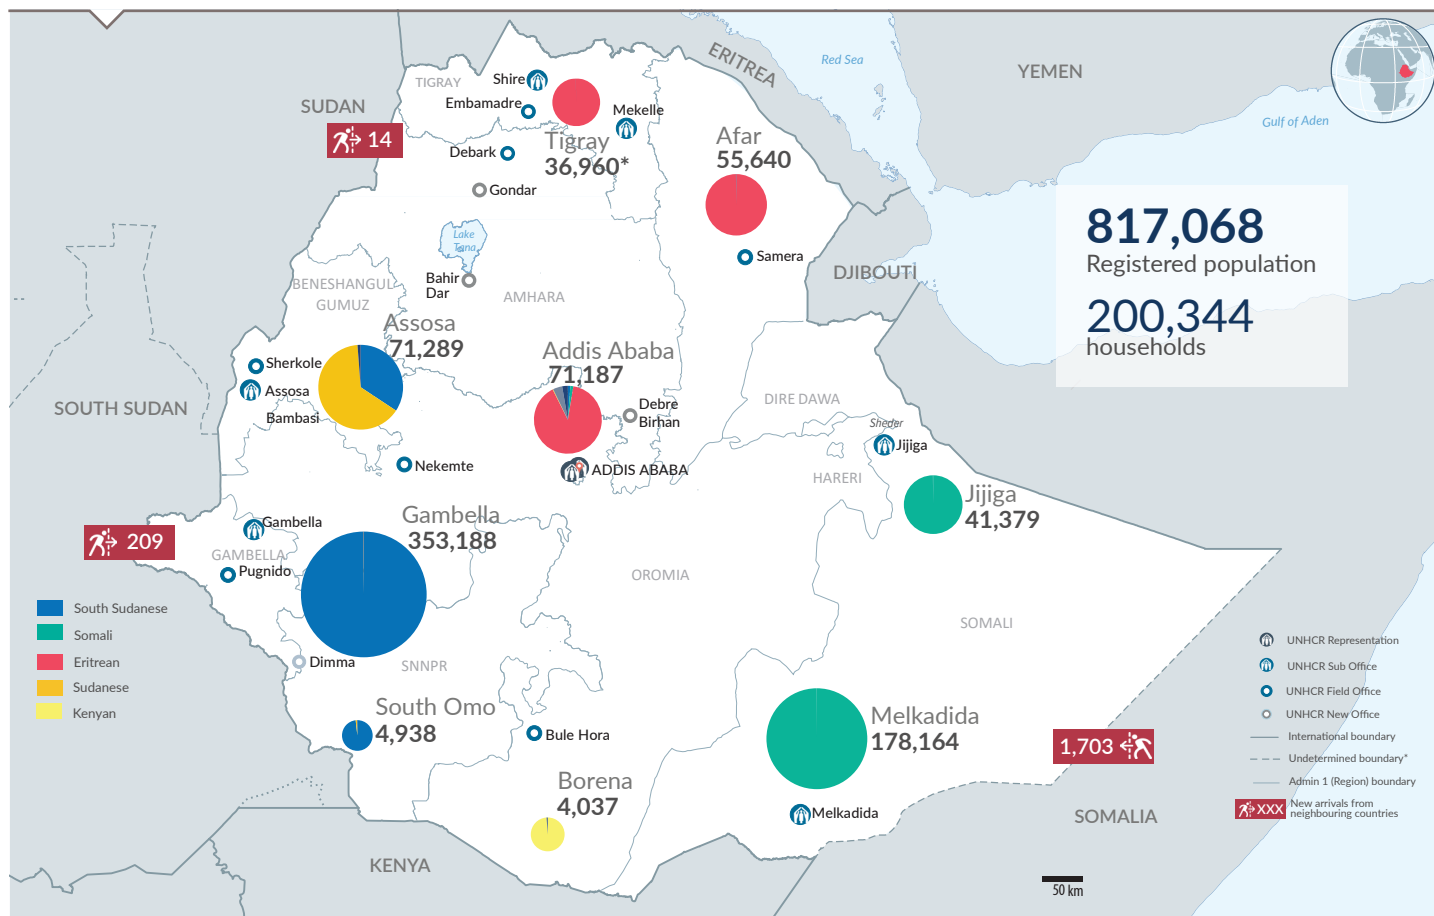 ERITREA
Red Sea
YEMEN
Gulf of Aden
SUDAN
14
TIGRAY
Shire
Embamadre
Mekelle
Debark
Tigray
36,960*
Gondar
Afar
55,640
Samera
DJIBOUTI
817,068
Registered population
200,344
households
Lake
Tana
Bahir
Dar
BENESHANGUL
GUMUZ
AMHARA
Assosa
71,289
Sherkole
Assosa
Bambasi
SOUTH SUDAN
Addis Ababa
71,187
Debre
Birhan
ADDIS ABABA
DIRE DAWA
Sheder
Jijiga
HARERI
Jijiga
41,379
Nekemte
Gambella
353,188
Gambella
209
GAMBELLA
Pugnido
OROMIA
SOMALI
South Sudanese
Somali
Eritrean
Sudanese
Kenyan
Dimma
SNNPR
South Omo
4,938
Bule Hora
Borena
4,037
Melkadida
178,164
Melkadida
1,703
SOMALIA
KENYA
UNHCR Representation
UNHCR Sub Office
UNHCR Field Office
UNHCR New Office
International boundary
Undetermined boundary*
Admin 1 (Region) boundary
XXX
New arrivals from
neighbouring countries
50 km